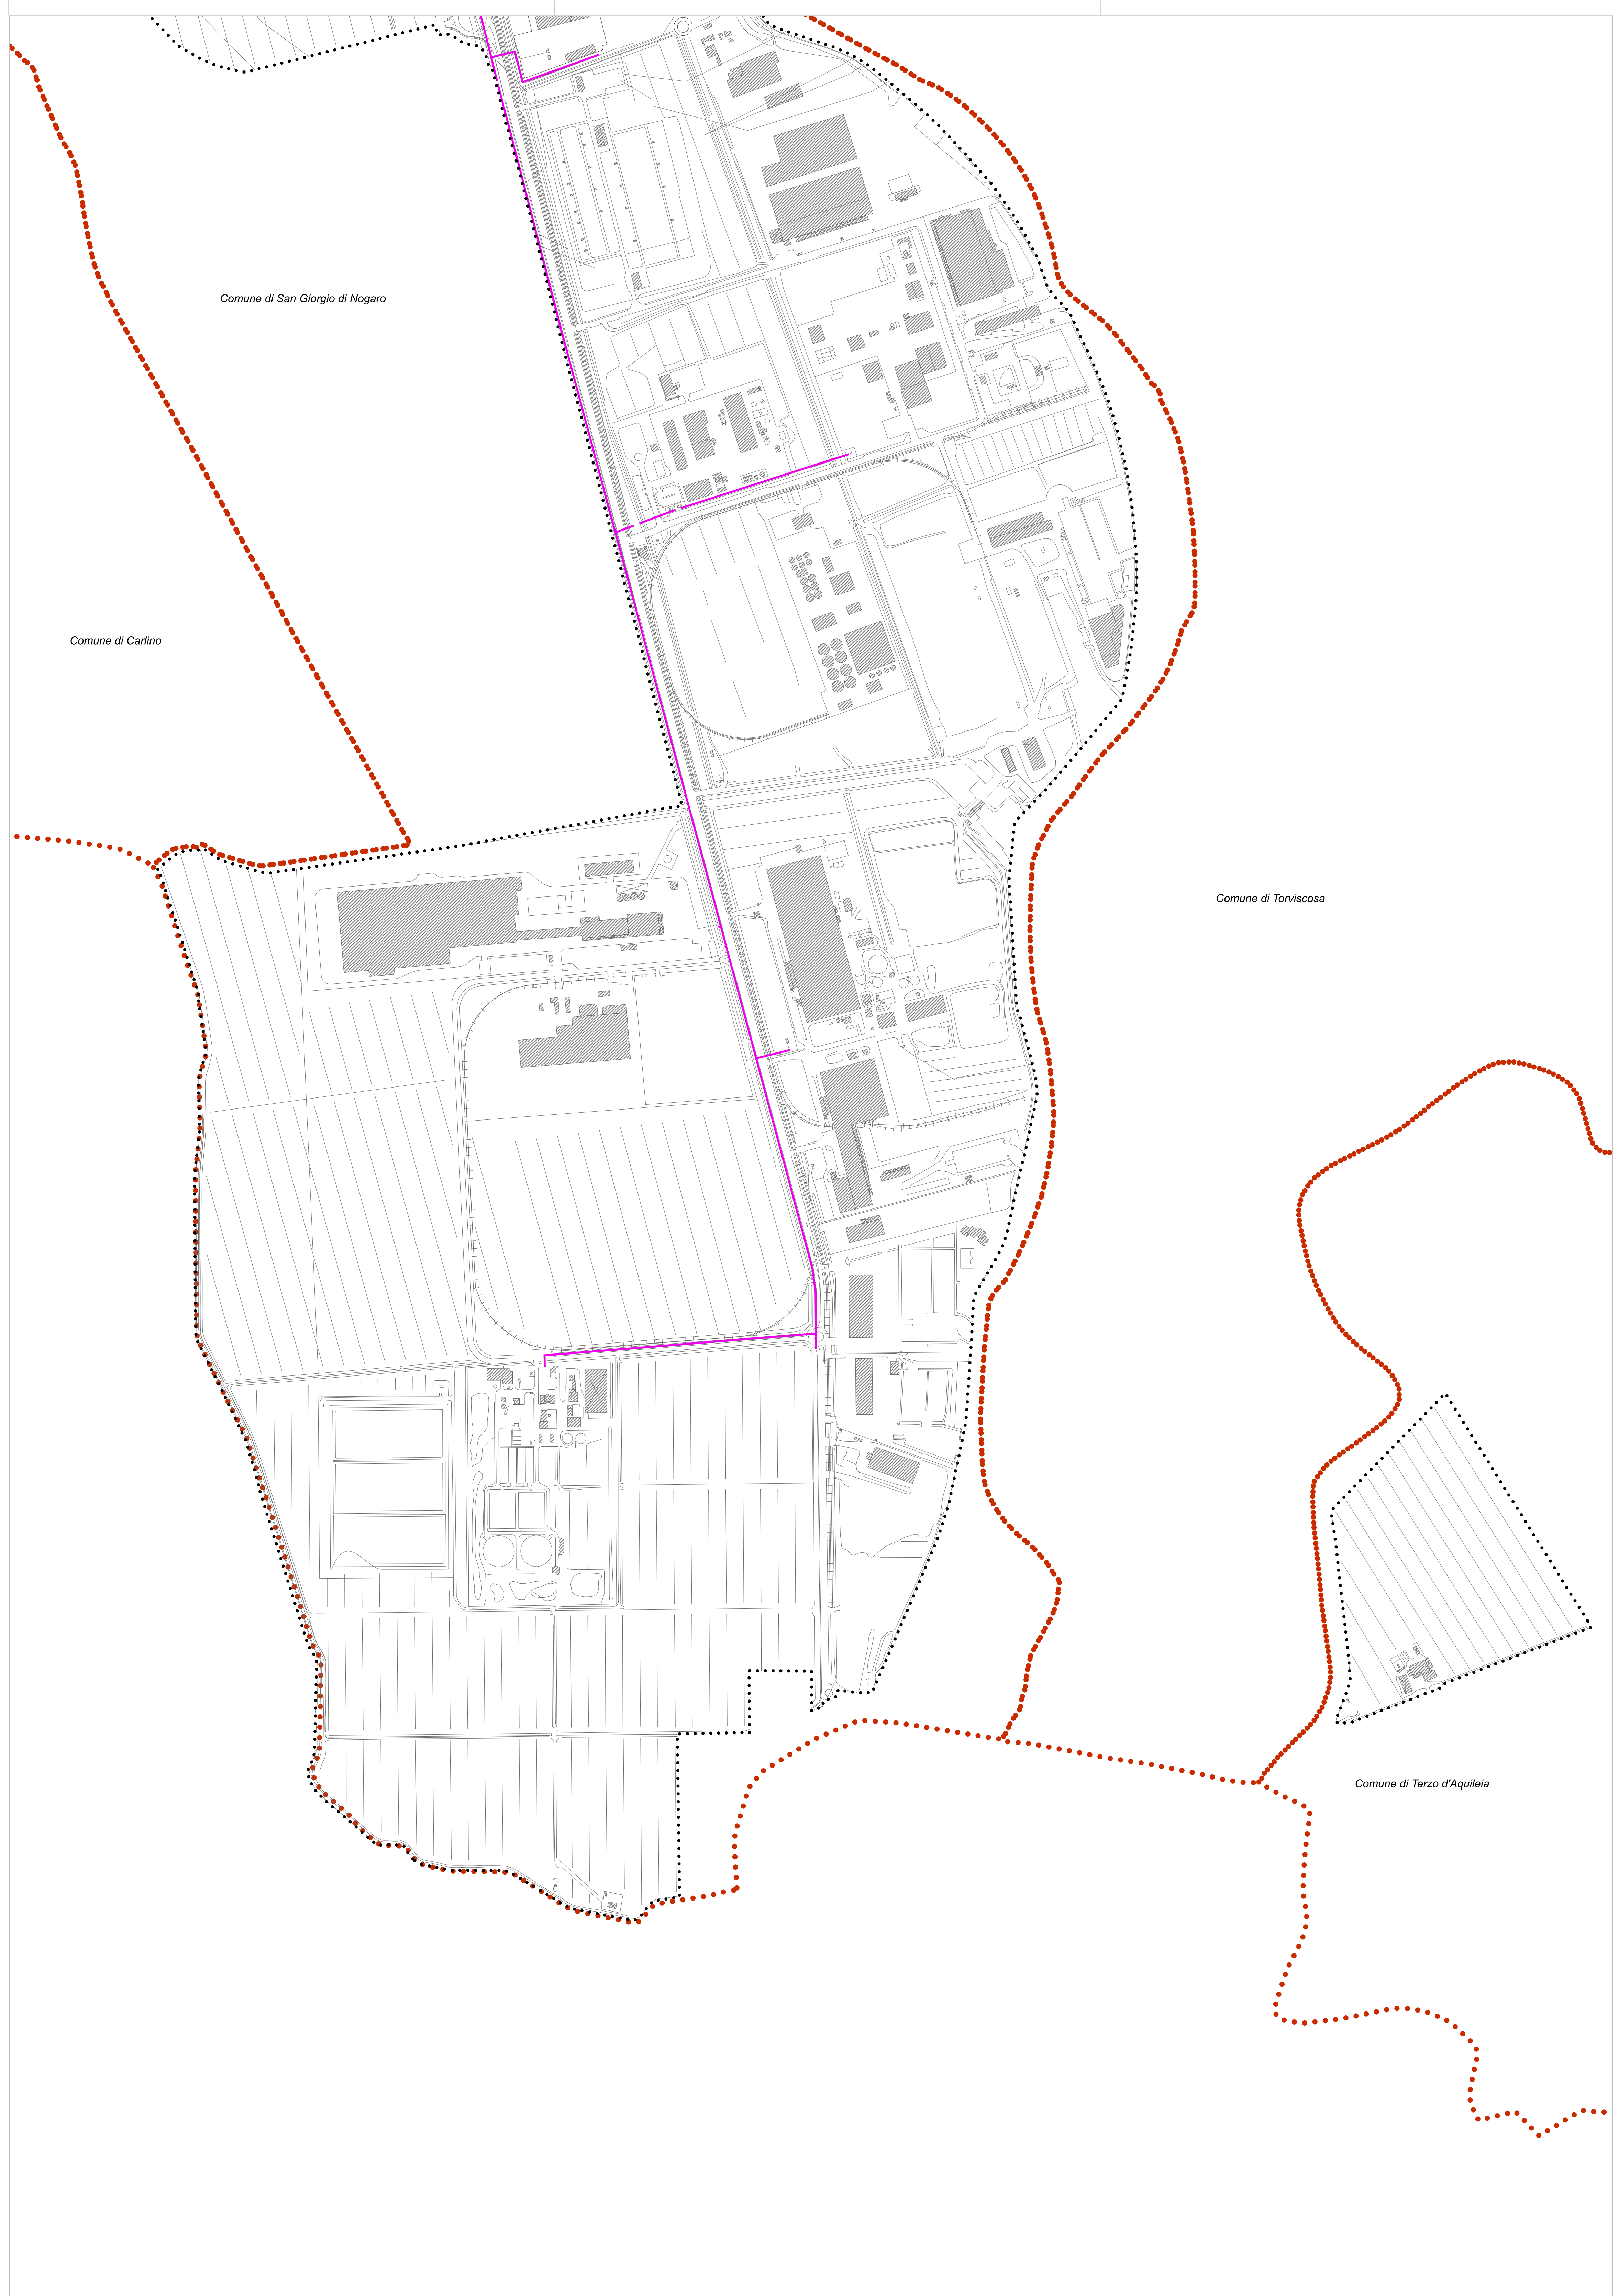 Comune di San Giorgio di Nogaro
Comune di Carlino
Comune di Torviscosa
Comune di Terzo d'Aquileia